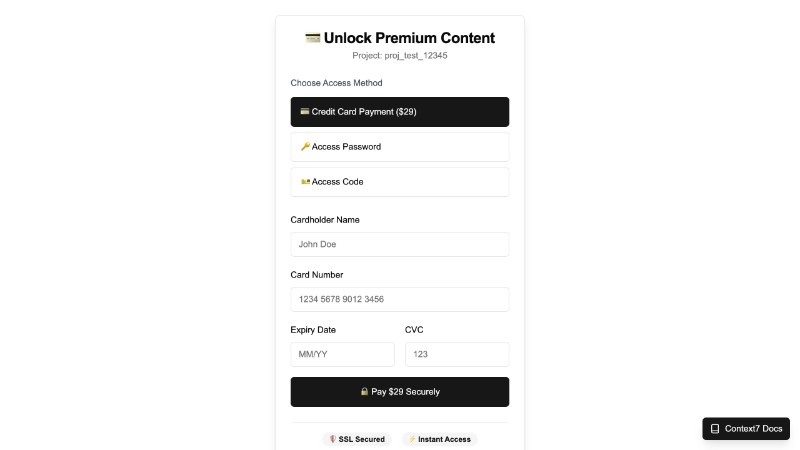 Unlock Premium Content
Project: proj_test_12345
Choose Access Method
Credit Card Payment ($29)
Access Password
Access Code
Cardholder Name
John Doe
Card Number
1234 5678 9012 3456
Expiry Date CVC
MM/YY 123
Pay $29 Securely
SSL Secured Instant Access
Context7 Docs